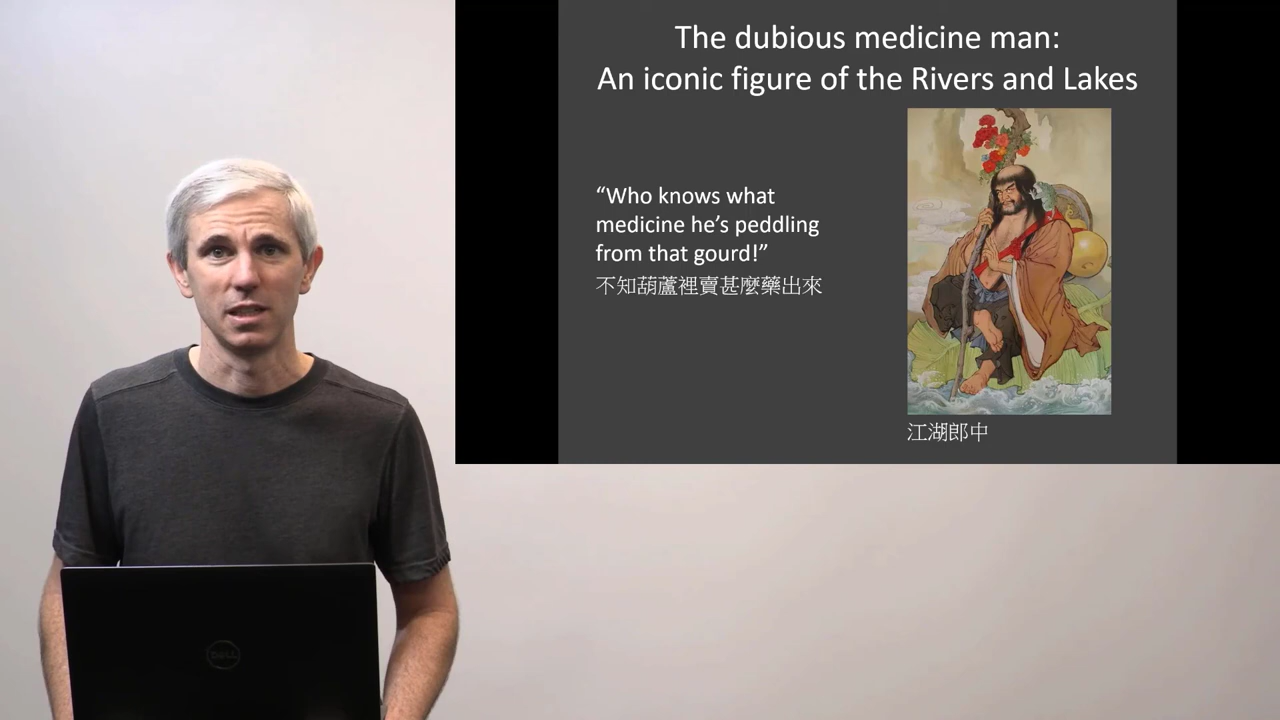 The dubious medicine man:
An iconic figure of the Rivers and Lakes
“Who knows what
medicine he’s peddling
from that gourd!”
不知葫蘆裡賣甚麼藥出來
江湖郎中
DELL